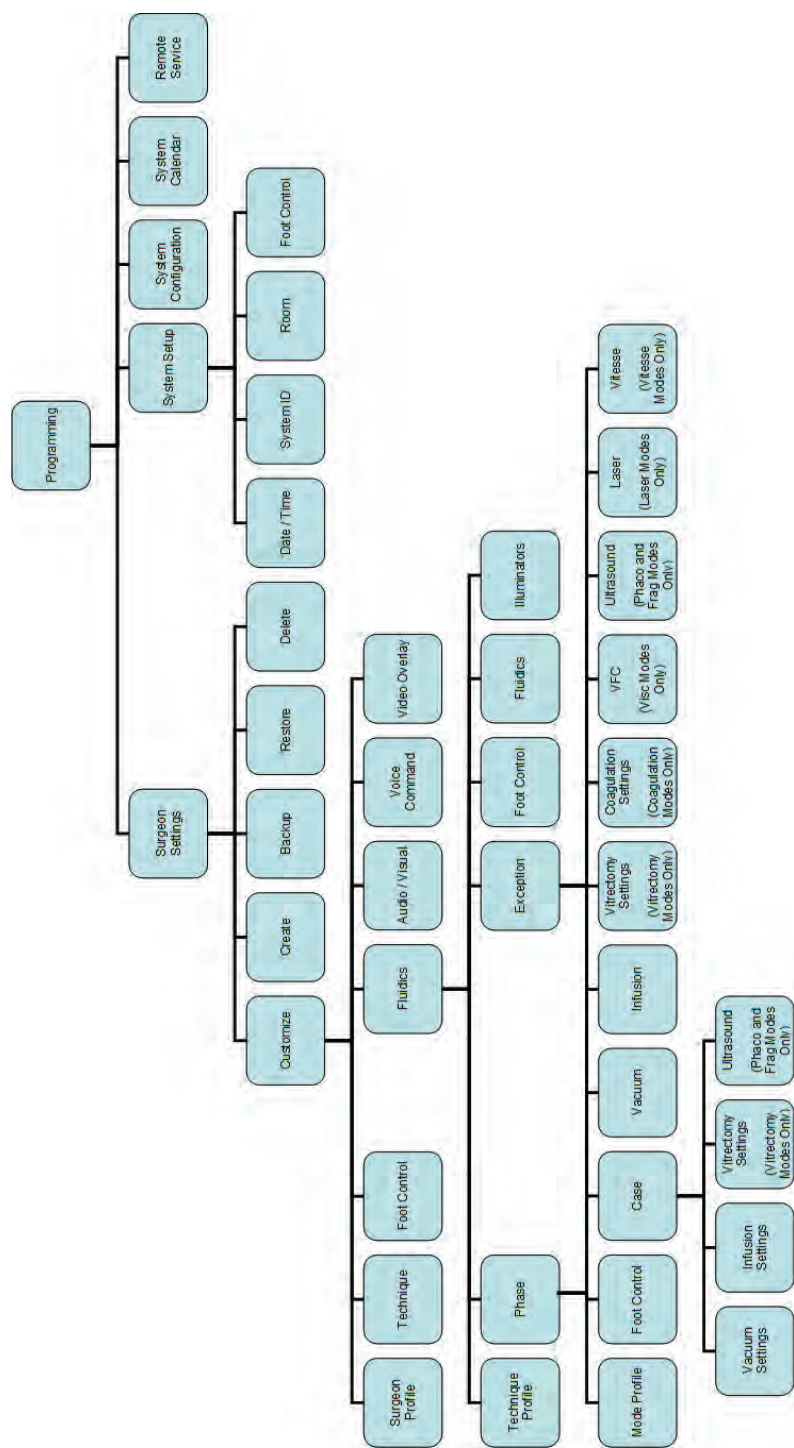 Programming
Surgeon
Settings
System Setup
System
Configuration
System
Calendar
Remote
Service
Customize
Create
Backup
Restore
Delete
Date / Time
System ID
Room
Foot Control
Surgeon
Profile
Technique
Foot Control
Fluidics
Audio / Visual
Voice
Command
Video Overlay
Technique
Profile
Phase
Exception
Foot Control
Fluidics
Illuminators
Mode Profile
Foot Control
Case
Vacuum
Infusion
Vitrectomy
Settings
(Vitrectomy
Modes Only)
Coagulation
Settings
(Coagulation
Modes Only)
VFC
(Visc Modes
Only)
Ultrasound
(Phaco and
Frag Modes
Only)
Laser
(Laser Modes
Only)
Vitesse
(Vitesse
Modes Only)
Vacuum
Settings
Infusion
Settings
Vitrectomy
Settings
(Vitrectomy
Modes Only)
Ultrasound
(Phaco and
Frag Modes
Only)